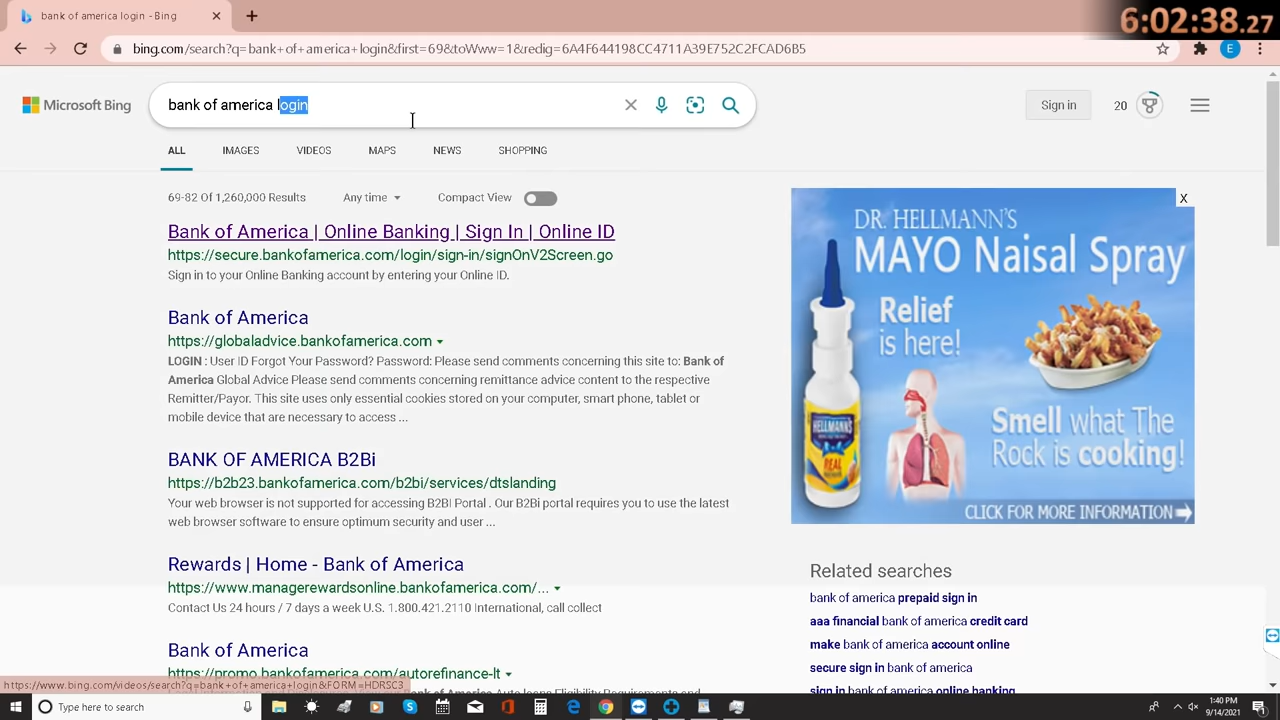 6:02:38.27
bank of america login - Bing
bing.com/search?q=bank+of+america+login&first=69&toWww=1&redig=6A4F644198CC4711A39E752C2FCAD6B5
E
Microsoft Bing
bank of america login
Sign in
20
ALL IMAGES VIDEOS MAPS NEWS SHOPPING
69-82 Of 1,260,000 Results Any time Compact View
Bank of America | Online Banking | Sign In | Online ID
https://secure.bankofamerica.com/login/sign-in/signOnV2Screen.go
Sign in to your Online Banking account by entering your Online ID.
Bank of America
https://globaladvice.bankofamerica.com
LOGIN : User ID Forgot Your Password? Password: Please send comments concerning this site to: Bank of
America Global Advice Please send comments concerning remittance advice content to the respective
Remitter/Payor. This site uses only essential cookies stored on your computer, smart phone, tablet or
mobile device that are necessary to access ...
BANK OF AMERICA B2Bi
https://b2b23.bankofamerica.com/b2bi/services/dtslanding
Your web browser is not supported for accessing B2BI Portal . Our B2Bi portal requires you to use the latest
web browser software to ensure optimum security and user ...
Rewards | Home - Bank of America
https://www.managerewardsonline.bankofamerica.com/...
Contact Us 24 hours / 7 days a week U.S. 1.800.421.2110 International, call collect
Bank of America
https://promo.bankofamerica.com/autorefinance-lt
X
DR. HELLMANN'S
MAYO Naisal Spray
Relief
is here!
HELLMANN'S
REAL
Smell what The
Rock is cooking!
CLICK FOR MORE INFORMATION
Related searches
bank of america prepaid sign in
aaa financial bank of america credit card
make bank of america account online
secure sign in bank of america
sign in bank of america online banking
https://www.bing.com/videos/search?q=bank+of+america+login&FORM=HDRSC3
Type here to search
1:40 PM
9/14/2021